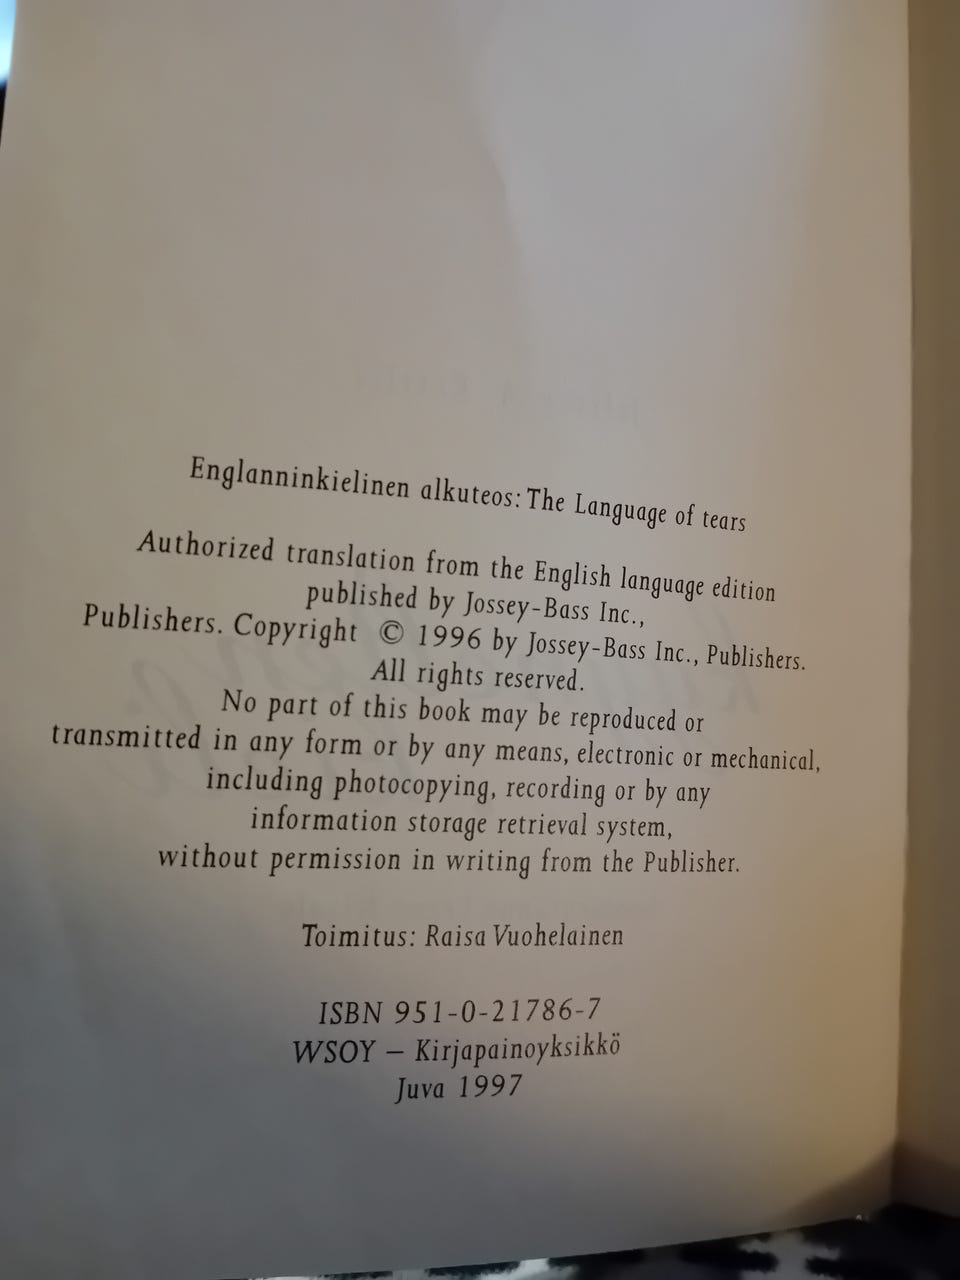 Englanninkielinen alkuteos: The Language of tears
Authorized translation from the English language edition
published by Jossey-Bass Inc.,
Publishers. Copyright © 1996 by Jossey-Bass Inc., Publishers.
All rights reserved.
No part of this book may be reproduced or
transmitted in any form or by any means, electronic or mechanical,
including photocopying, recording or by any
information storage retrieval system,
without permission in writing from the Publisher.
Toimitus: Raisa Vuohelainen
ISBN 951-0-21786-7
WSOY – Kirjapainoyksikkö
Juva 1997